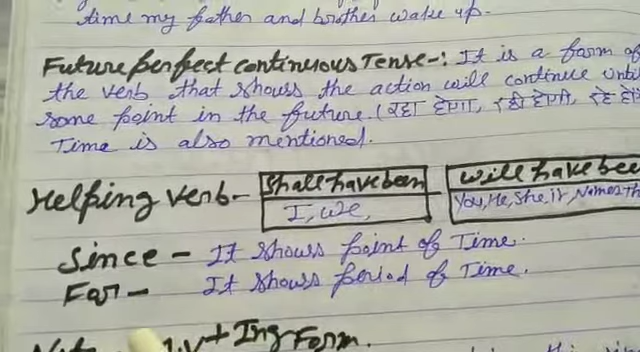 time my father and brother wake up.
Future perfect continuous Tense-: It is a form of
the verb that shows the action will continue until
some point in the future. (रहा होगा, रही होगी, रहे
Time is also mentioned.
Helping verb- Shall have been - will have bee
I, we, You, He, She, it, Name, Th
Since - It shows point of Time.
For - It shows period of Time.
+ Ing Form.